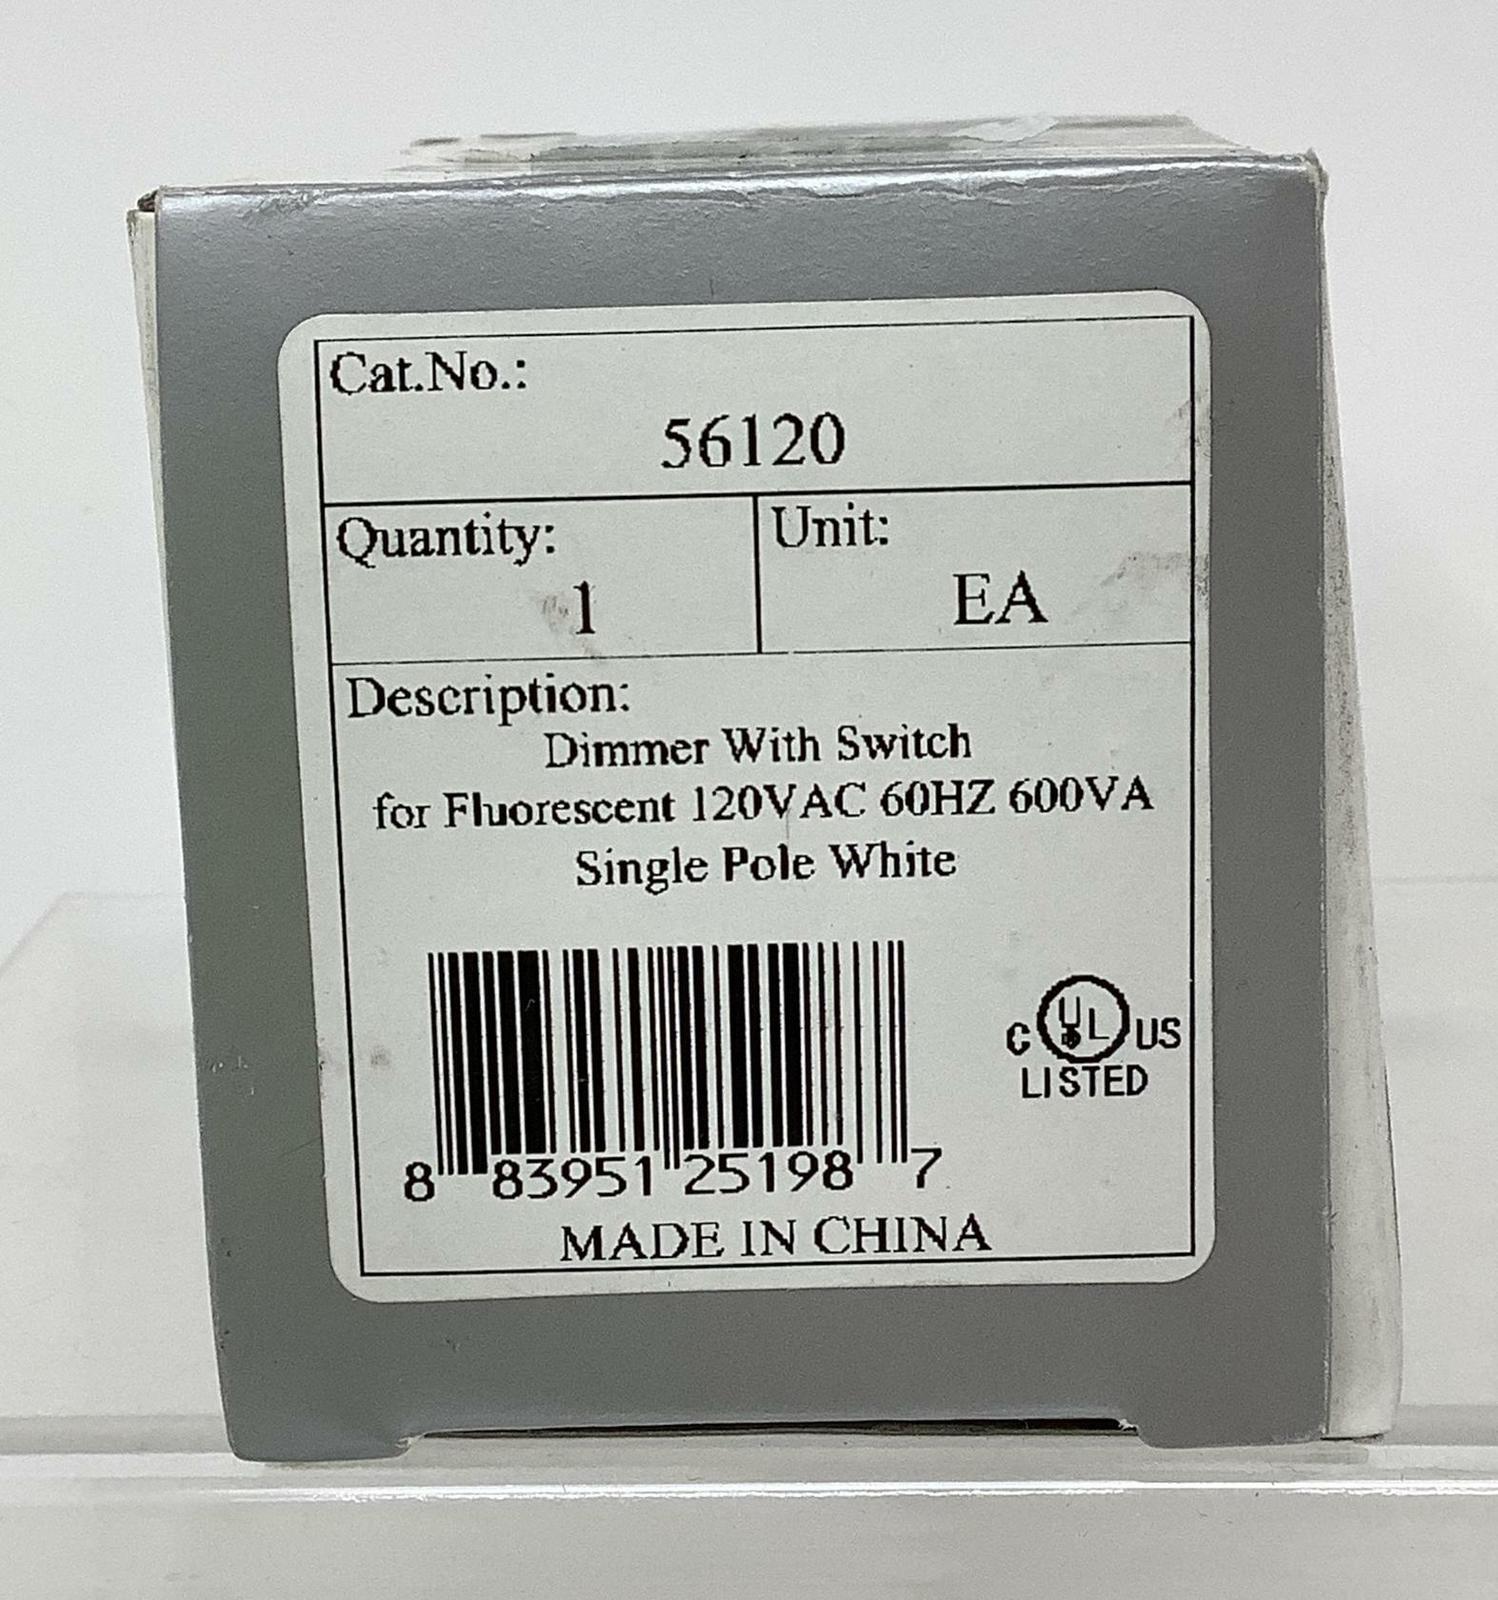 Cat.No.:
56120
Quantity:
1
Unit:
EA
Description:
Dimmer With Switch
for Fluorescent 120VAC 60HZ 600VA
Single Pole White
8 83951 25198 7
C UL US
LISTED
MADE IN CHINA